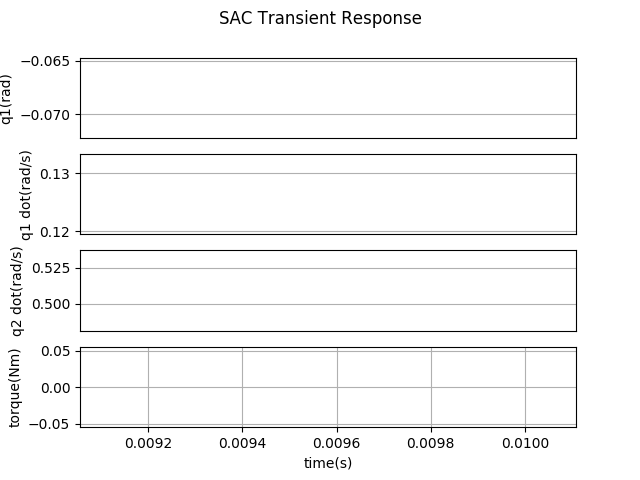 SAC Transient Response
q1(rad)
−0.065
−0.070
q1 dot(rad/s)
0.13
0.12
q2 dot(rad/s)
0.525
0.500
torque(Nm)
0.05
0.00
−0.05
0.0092 0.0094 0.0096 0.0098 0.0100
time(s)